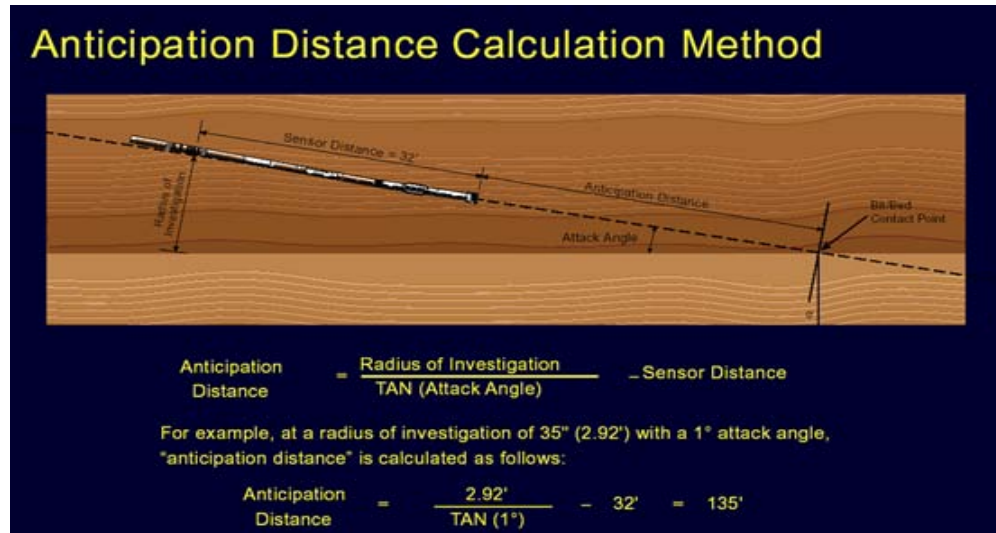 Anticipation Distance Calculation Method
Sensor Distance = 32'
Anticipation Distance
Radius of
Investigation
Attack Angle
Bit/Bed
Contact Point
Anticipation
Distance
=
Radius of Investigation
TAN (Attack Angle)
– Sensor Distance
For example, at a radius of investigation of 35" (2.92') with a 1° attack angle,
"anticipation distance" is calculated as follows:
Anticipation
Distance
=
2.92'
TAN (1°)
– 32' = 135'